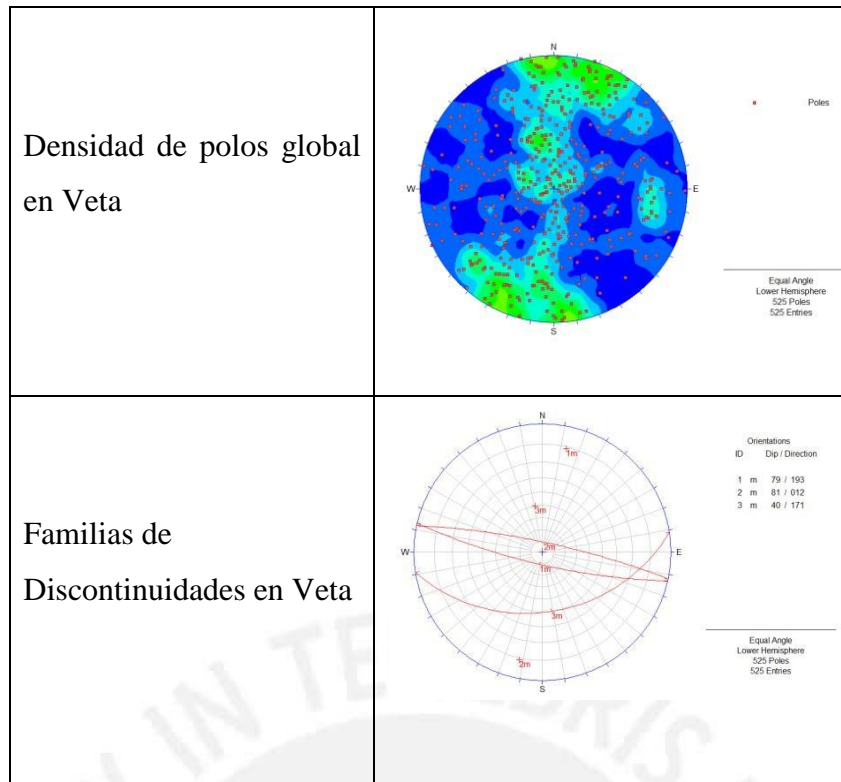 Densidad de polos global
en Veta
N
W
E
S
Poles
Equal Angle
Lower Hemisphere
525 Poles
525 Entries
Familias de
Discontinuidades en Veta
N
W
E
S
1m
3m
2m
1m
3m
2m
Orientations
ID Dip / Direction
1 m 79 / 193
2 m 81 / 012
3 m 40 / 171
Equal Angle
Lower Hemisphere
525 Poles
525 Entries